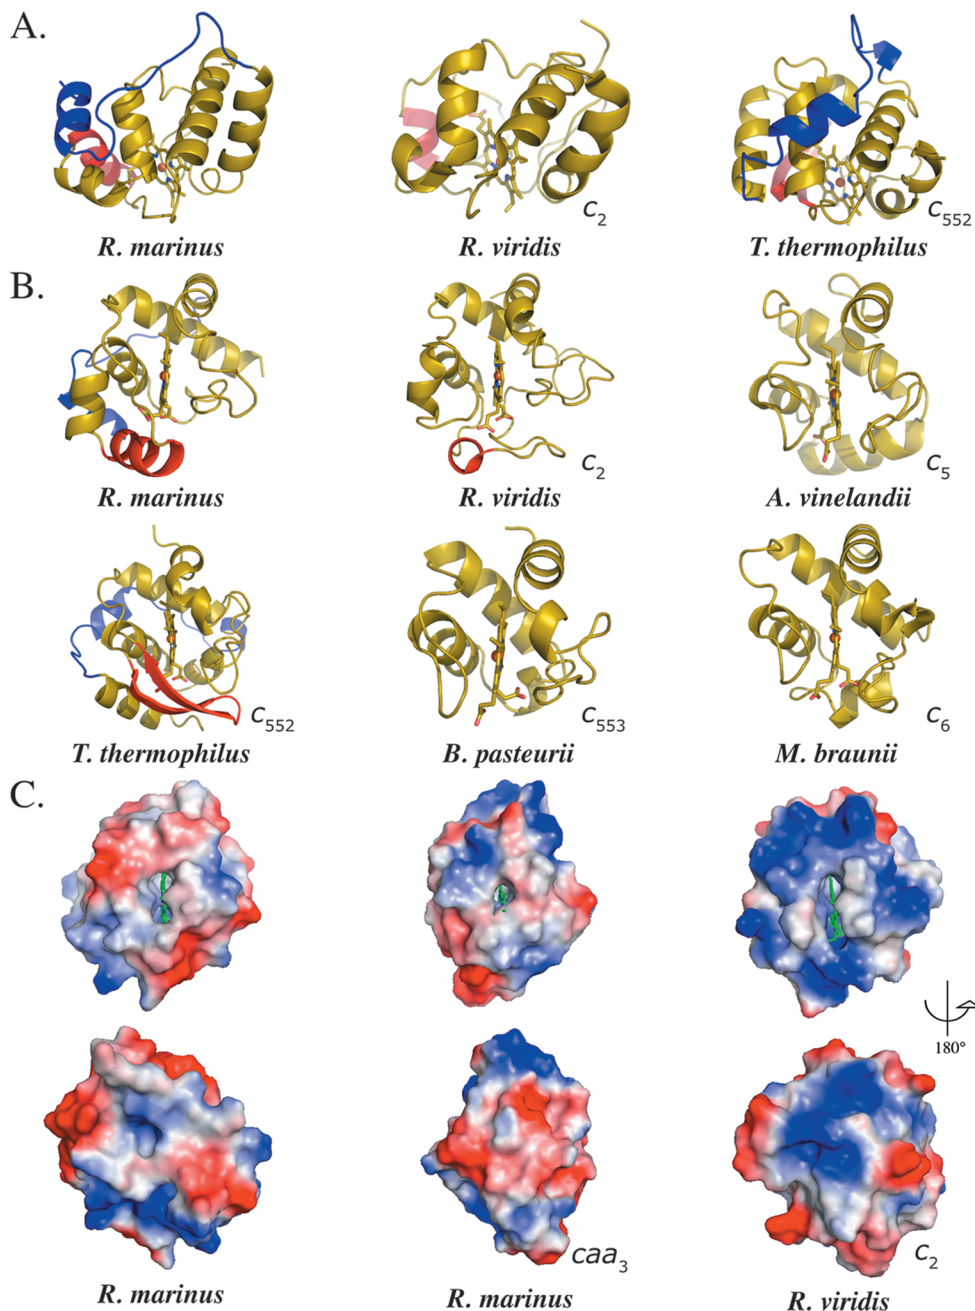 A.
c2
c552
R. marinus
R. viridis
T. thermophilus
B.
c2
c5
R. marinus
R. viridis
A. vinelandii
c552
c553
c6
T. thermophilus
B. pasteurii
M. braunii
C.
180°
caa3
c2
R. marinus
R. marinus
R. viridis